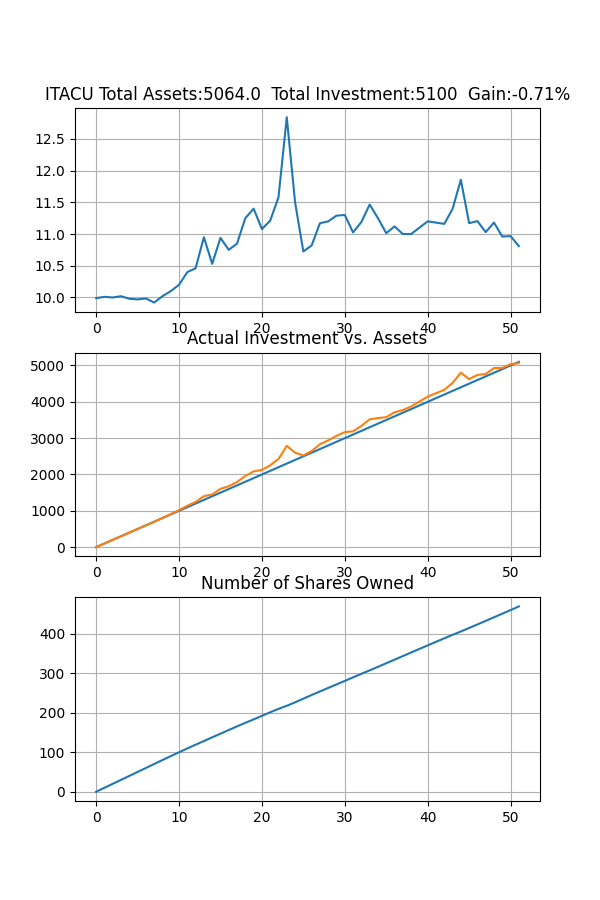 ITACU Total Assets:5064.0  Total Investment:5100  Gain:-0.71%
12.5
12.0
11.5
11.0
10.5
10.0
0 10 20 30 40 50
Actual Investment vs. Assets
5000
4000
3000
2000
1000
0
0 10 20 30 40 50
Number of Shares Owned
400
300
200
100
0
0 10 20 30 40 50